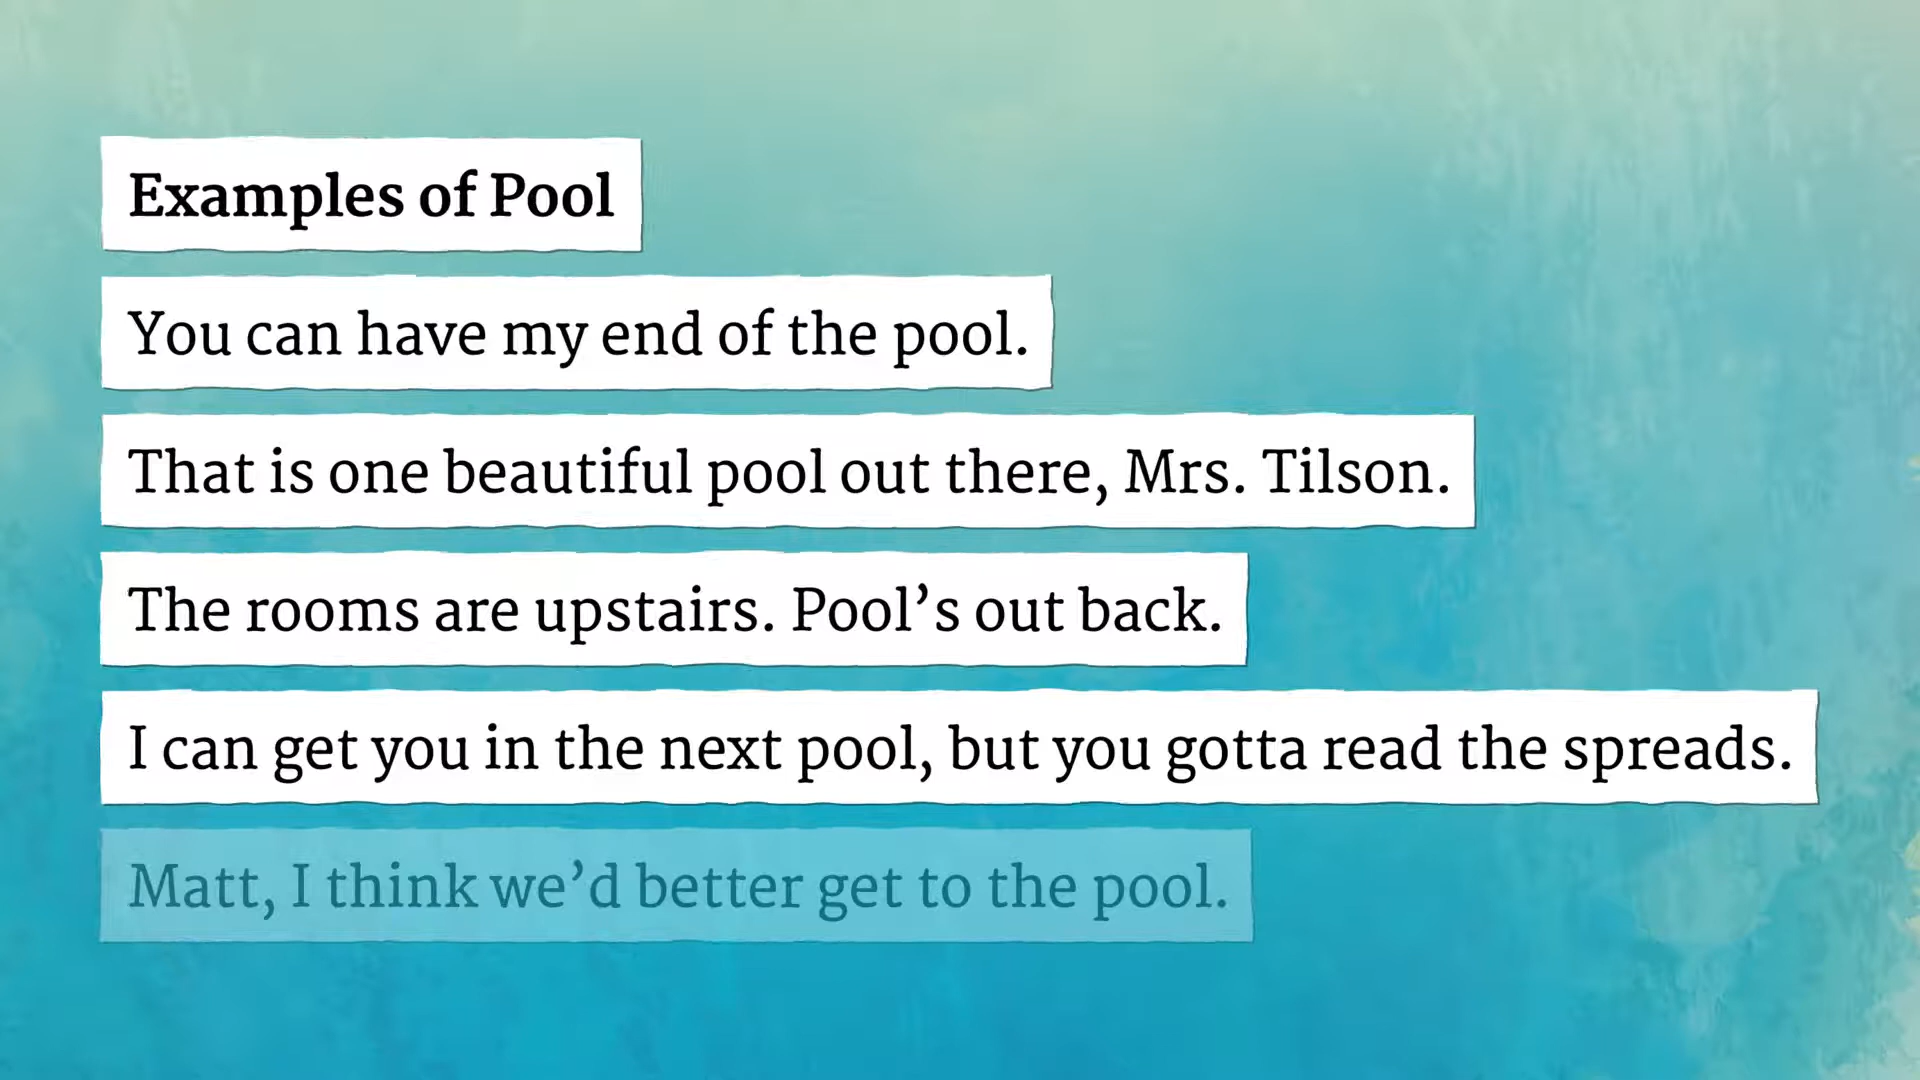 Examples of Pool
You can have my end of the pool.
That is one beautiful pool out there, Mrs. Tilson.
The rooms are upstairs. Pool’s out back.
I can get you in the next pool, but you gotta read the spreads.
Matt, I think we’d better get to the pool.